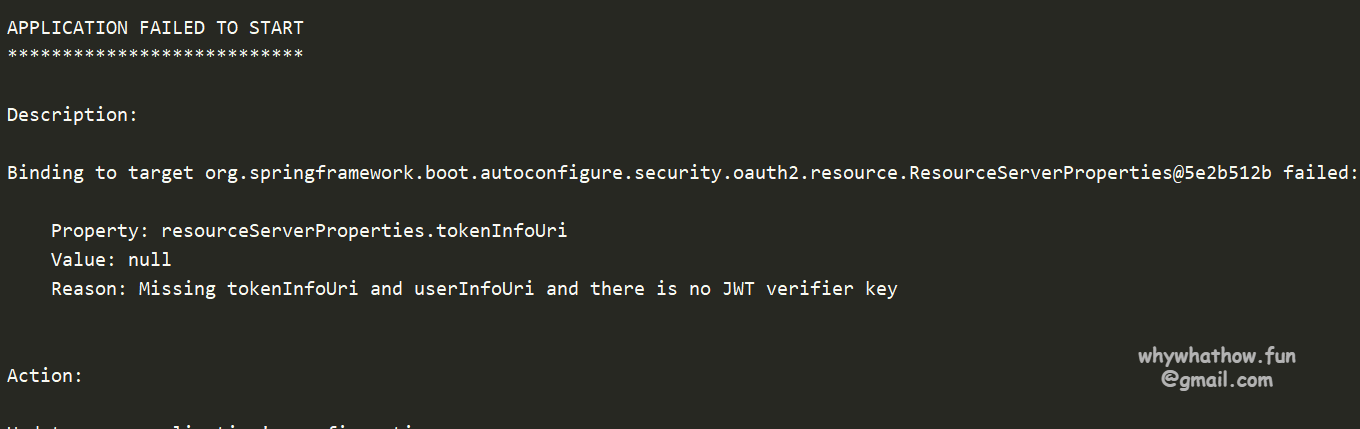 APPLICATION FAILED TO START
***************************
Description:
Binding to target org.springframework.boot.autoconfigure.security.oauth2.resource.ResourceServerProperties@5e2b512b failed:
Property: resourceServerProperties.tokenInfoUri
Value: null
Reason: Missing tokenInfoUri and userInfoUri and there is no JWT verifier key
whywhathow.fun
@gmail.com
Action: